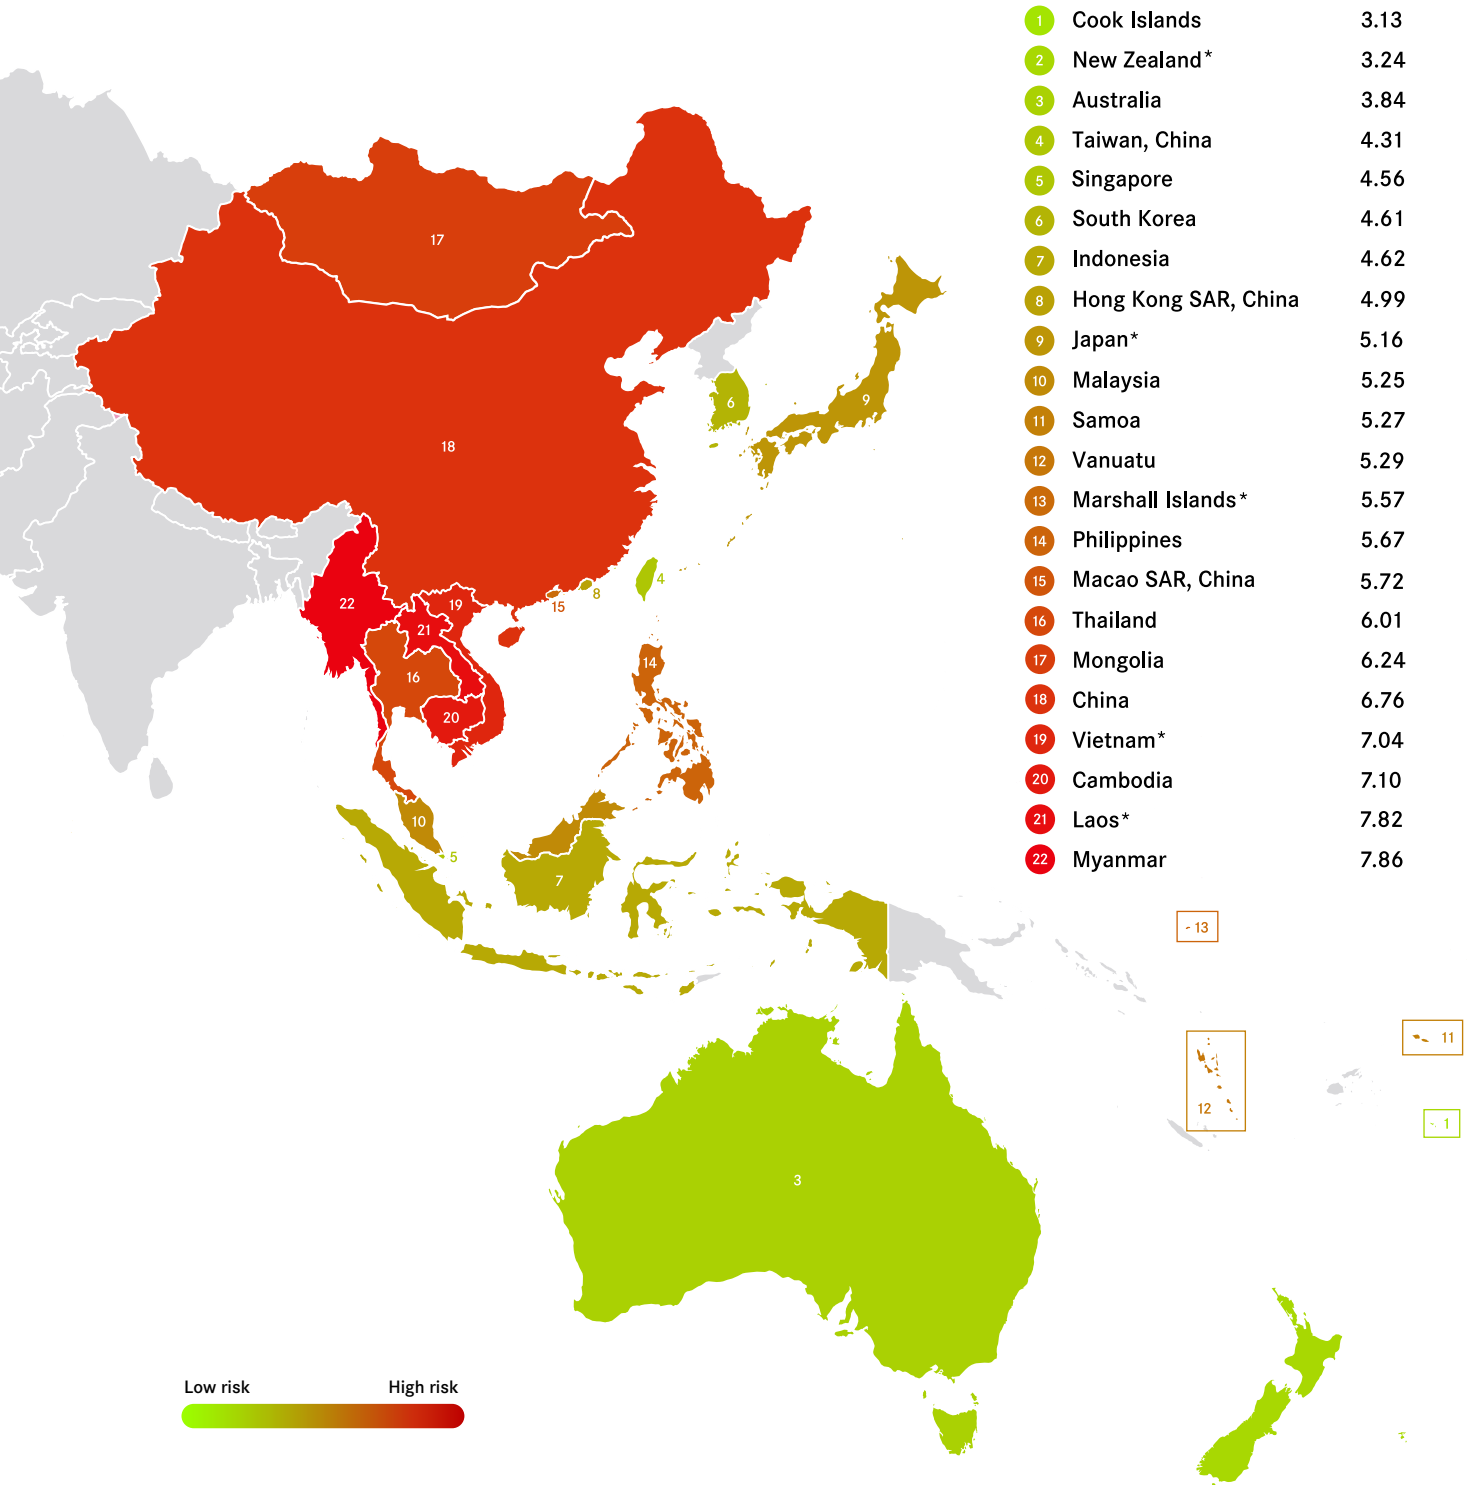 1 Cook Islands 3.13
2 New Zealand* 3.24
3 Australia 3.84
4 Taiwan, China 4.31
5 Singapore 4.56
6 South Korea 4.61
7 Indonesia 4.62
8 Hong Kong SAR, China 4.99
9 Japan* 5.16
10 Malaysia 5.25
11 Samoa 5.27
12 Vanuatu 5.29
13 Marshall Islands* 5.57
14 Philippines 5.67
15 Macao SAR, China 5.72
16 Thailand 6.01
17 Mongolia 6.24
18 China 6.76
19 Vietnam* 7.04
20 Cambodia 7.10
21 Laos* 7.82
22 Myanmar 7.86
17
9
6
18
4
8
22
19
15
21
14
16
20
10
5
7
13
11
12
1
3
Low risk High risk